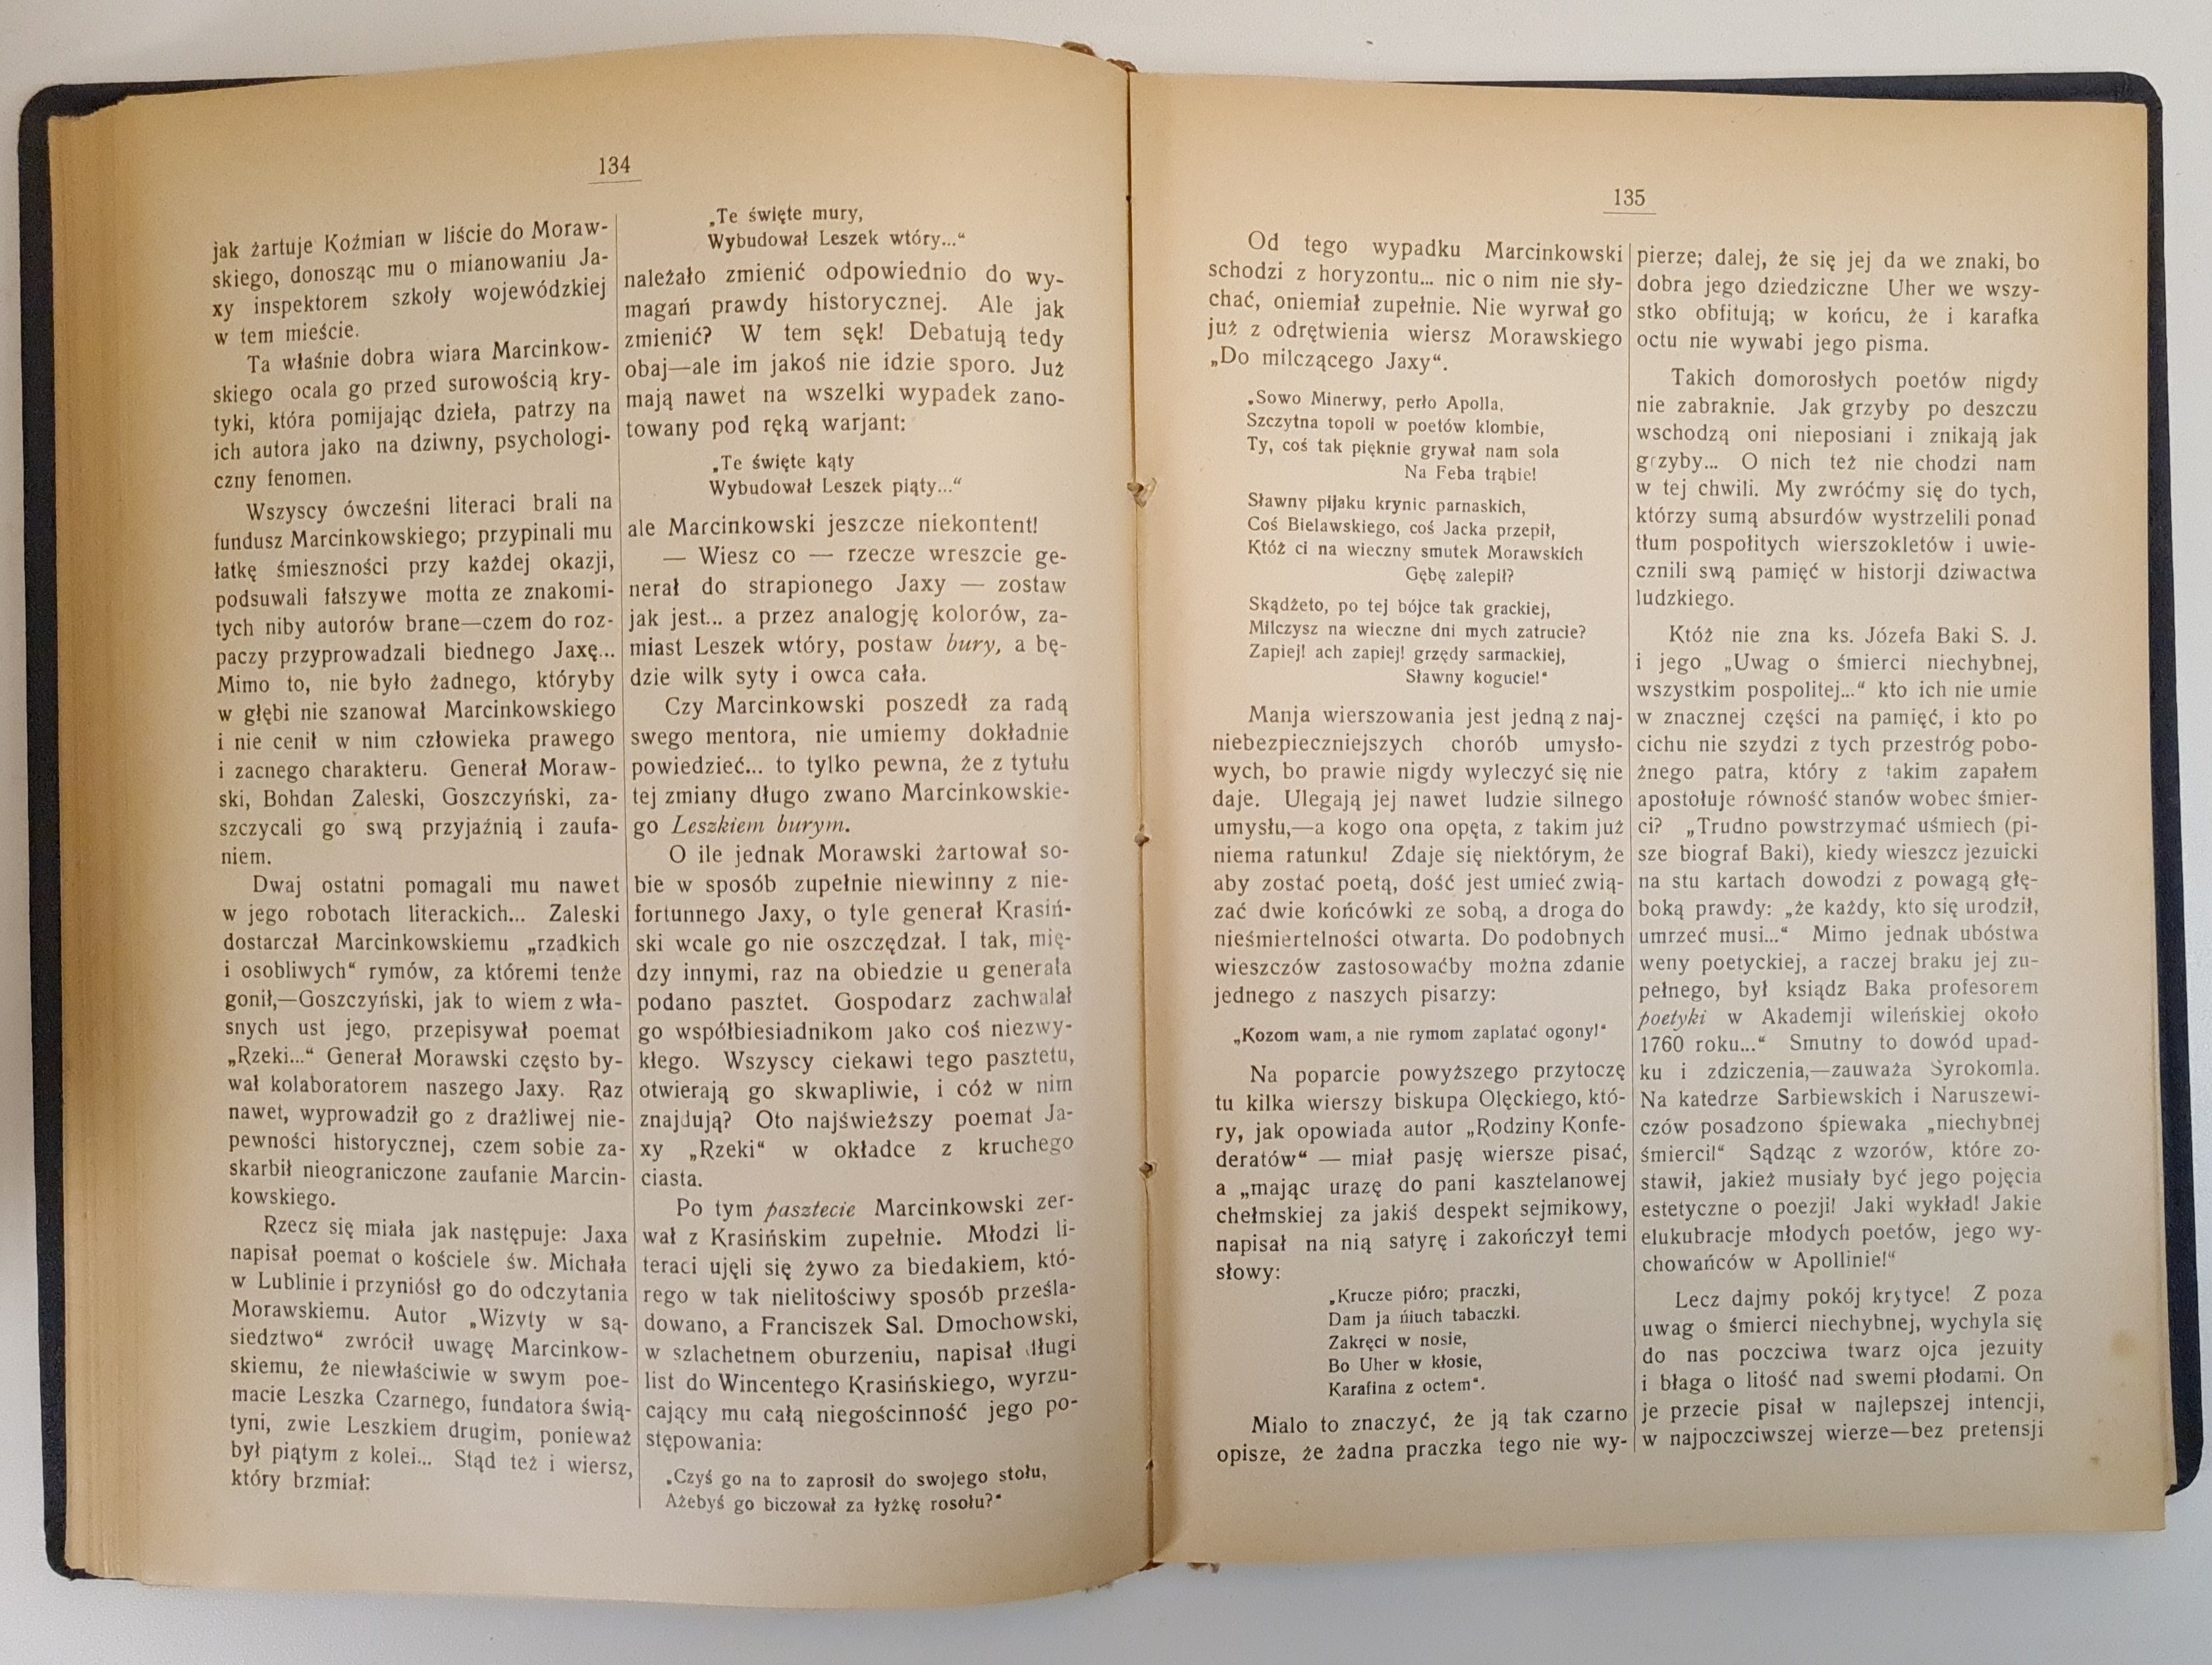 134
jak żartuje Koźmian w liście do Moraw-
skiego, donosząc mu o mianowaniu Ja-
xy inspektorem szkoły wojewódzkiej
w tem mieście.
Ta właśnie dobra wiara Marcinkow-
skiego ocala go przed surowością kry-
tyki, która pomijając dzieła, patrzy na
ich autora jako na dziwny, psychologi-
czny fenomen.
Wszyscy ówcześni literaci brali na
fundusz Marcinkowskiego; przypinali mu
łatkę śmieszności przy każdej okazji,
podsuwali fałszywe motta ze znakomi-
tych niby autorów brane—czem do roz-
paczy przyprowadzali biednego Jaxę...
Mimo to, nie było żadnego, któryby
w głębi nie szanował Marcinkowskiego
i nie cenił w nim człowieka prawego
i zacnego charakteru. Generał Moraw-
ski, Bohdan Zaleski, Goszczyński, za-
szczycali go swą przyjaźnią i zaufa-
niem.
Dwaj ostatni pomagali mu nawet
w jego robotach literackich... Zaleski
dostarczał Marcinkowskiemu „rzadkich
i osobliwych“ rymów, za któremi tenże
gonił,—Goszczyński, jak to wiem z wła-
snych ust jego, przepisywał poemat
„Rzeki...“ Generał Morawski często by-
wał kolaboratorem naszego Jaxy. Raz
nawet, wyprowadził go z drażliwej nie-
pewności historycznej, czem sobie za-
skarbił nieograniczone zaufanie Marcin-
kowskiego.
Rzecz się miała jak następuje: Jaxa
napisał poemat o kościele św. Michała
w Lublinie i przyniósł go do odczytania
Morawskiemu. Autor „Wizyty w są-
siedztwo“ zwrócił uwagę Marcinkow-
skiemu, że niewłaściwie w swym poe-
macie Leszka Czarnego, fundatora świą-
tyni, zwie Leszkiem drugim, ponieważ
był piątym z kolei... Stąd też i wiersz,
który brzmiał:
„Te święte mury,
Wybudował Leszek wtóry...“
należało zmienić odpowiednio do wy-
magań prawdy historycznej. Ale jak
zmienić? W tem sęk! Debatują tedy
obaj—ale im jakoś nie idzie sporo. Już
mają nawet na wszelki wypadek zano-
towany pod ręką warjant:
„Te święte kąty
Wybudował Leszek piąty...“
ale Marcinkowski jeszcze niekontent!
— Wiesz co — rzecze wreszcie ge-
nerał do strapionego Jaxy — zostaw
jak jest... a przez analogję kolorów, za-
miast Leszek wtóry, postaw bury, a bę-
dzie wilk syty i owca cała.
Czy Marcinkowski poszedł za radą
swego mentora, nie umiemy dokładnie
powiedzieć... to tylko pewna, że z tytułu
tej zmiany długo zwano Marcinkowskie-
go Leszkiem burym.
O ile jednak Morawski żartował so-
bie w sposób zupełnie niewinny z nie-
fortunnego Jaxy, o tyle generał Krasiń-
ski wcale go nie oszczędzał. I tak, mię-
dzy innymi, raz na obiedzie u generała
podano pasztet. Gospodarz zachwalał
go współbiesiadnikom jako coś niezwy-
kłego. Wszyscy ciekawi tego pasztetu,
otwierają go skwapliwie, i cóż w nim
znajdują? Oto najświeższy poemat Ja-
xy „Rzeki“ w okładce z kruchego
ciasta.
Po tym pasztecie Marcinkowski zer-
wał z Krasińskim zupełnie. Młodzi li-
teraci ujęli się żywo za biedakiem, któ-
rego w tak nielitościwy sposób prześla-
dowano, a Franciszek Sal. Dmochowski,
w szlachetnem oburzeniu, napisał długi
list do Wincentego Krasińskiego, wyrzu-
cający mu całą niegościnność jego po-
stępowania:
„Czyś go na to zaprosił do swojego stołu,
Ażebyś go biczował za łyżkę rosołu?“
135
Od tego wypadku Marcinkowski
schodzi z horyzontu... nic o nim nie sły-
chać, oniemiał zupełnie. Nie wyrwał go
już z odrętwienia wiersz Morawskiego
„Do milczącego Jaxy“.
„Sowo Minerwy, perło Apolla,
Szczytna topoli w poetów klombie,
Ty, coś tak pięknie grywał nam sola
Na Feba trąbie!
Sławny pijaku krynic parnaskich,
Coś Bielawskiego, coś Jacka przepił,
Któż ci na wieczny smutek Morawskich
Gębę zalepił?
Skądżeto, po tej bójce tak grackiej,
Milczysz na wieczne dni mych zatrucie?
Zapiej! ach zapiej! grzędy sarmackiej,
Sławny kogucie!“
Manja wierszowania jest jedną z naj-
niebezpieczniejszych chorób umysło-
wych, bo prawie nigdy wyleczyć się nie
daje. Ulegają jej nawet ludzie silnego
umysłu,—a kogo ona opęta, z takim już
niema ratunku! Zdaje się niektórym, że
aby zostać poetą, dość jest umieć zwią-
zać dwie końcówki ze sobą, a droga do
nieśmiertelności otwarta. Do podobnych
wieszczów zastosowaćby można zdanie
jednego z naszych pisarzy:
„Kozom wam, a nie rymom zaplatać ogony!“
Na poparcie powyższego przytoczę
tu kilka wierszy biskupa Olęckiego, któ-
ry, jak opowiada autor „Rodziny Konfe-
deratów“ — miał pasję wiersze pisać,
a „mając urazę do pani kasztelanowej
chełmskiej za jakiś despekt sejmikowy,
napisał na nią satyrę i zakończył temi
słowy:
„Krucze pióro; praczki,
Dam ja niuch tabaczki.
Zakręci w nosie,
Bo Uher w kłosie,
Karafina z octem“.
Mialo to znaczyć, że ją tak czarno
opisze, że żadna praczka tego nie wy-
pierze; dalej, że się jej da we znaki, bo
dobra jego dziedziczne Uher we wszy-
stko obfitują; w końcu, że i karafka
octu nie wywabi jego pisma.
Takich domorosłych poetów nigdy
nie zabraknie. Jak grzyby po deszczu
wschodzą oni nieposiani i znikają jak
grzyby... O nich też nie chodzi nam
w tej chwili. My zwróćmy się do tych,
którzy sumą absurdów wystrzelili ponad
tłum pospolitych wierszokletów i uwie-
cznili swą pamięć w historji dziwactwa
ludzkiego.
Któż nie zna ks. Józefa Baki S. J.
i jego „Uwag o śmierci niechybnej,
wszystkim pospolitej...“ kto ich nie umie
w znacznej części na pamięć, i kto po
cichu nie szydzi z tych przestróg pobo-
żnego patra, który z takim zapałem
apostołuje równość stanów wobec śmier-
ci? „Trudno powstrzymać uśmiech (pi-
sze biograf Baki), kiedy wieszcz jezuicki
na stu kartach dowodzi z powagą głę-
boką prawdy: „że każdy, kto się urodził,
umrzeć musi...“ Mimo jednak ubóstwa
weny poetyckiej, a raczej braku jej zu-
pełnego, był ksiądz Baka profesorem
poetyki w Akademji wileńskiej około
1760 roku...“ Smutny to dowód upad-
ku i zdziczenia,—zauważa Syrokomla.
Na katedrze Sarbiewskich i Naruszewi-
czów posadzono śpiewaka „niechybnej
śmierci!“ Sądząc z wzorów, które zo-
stawił, jakież musiały być jego pojęcia
estetyczne o poezji! Jaki wykład! Jakie
elukubracje młodych poetów, jego wy-
chowańców w Apollinie!“
Lecz dajmy pokój krytyce! Z poza
uwag o śmierci niechybnej, wychyla się
do nas poczciwa twarz ojca jezuity
i błaga o litość nad swemi płodami. On
je przecie pisał w najlepszej intencji,
w najpoczciwszej wierze—bez pretensji